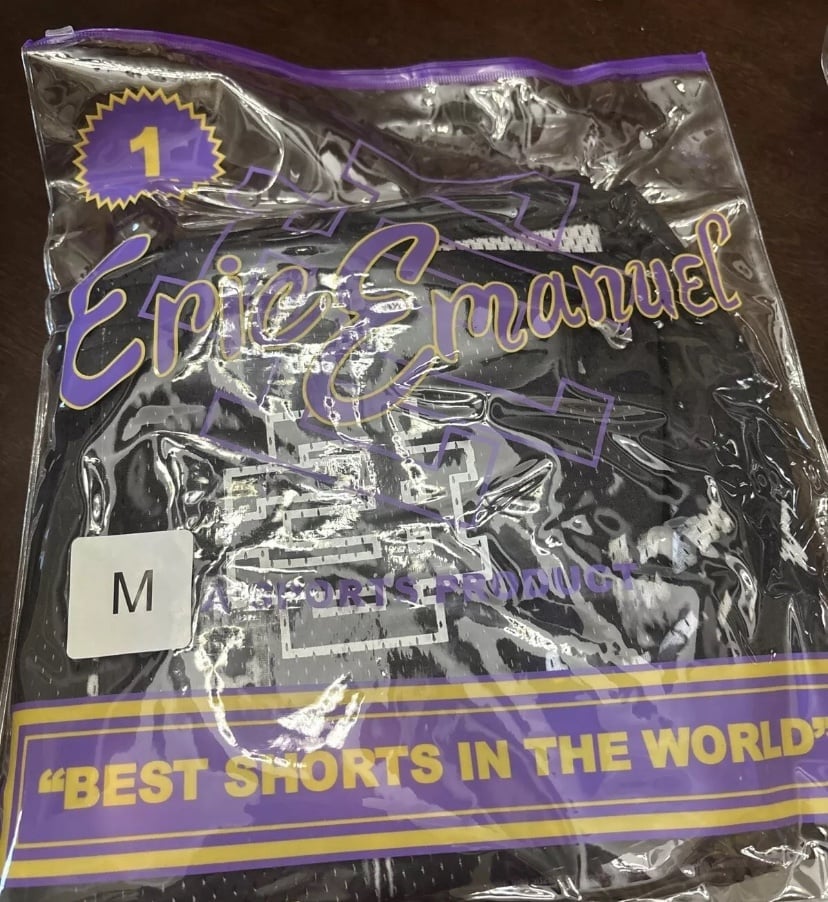 1
Eric Emanuel
M
A SPORTS PRODUCT
“BEST SHORTS IN THE WORLD”